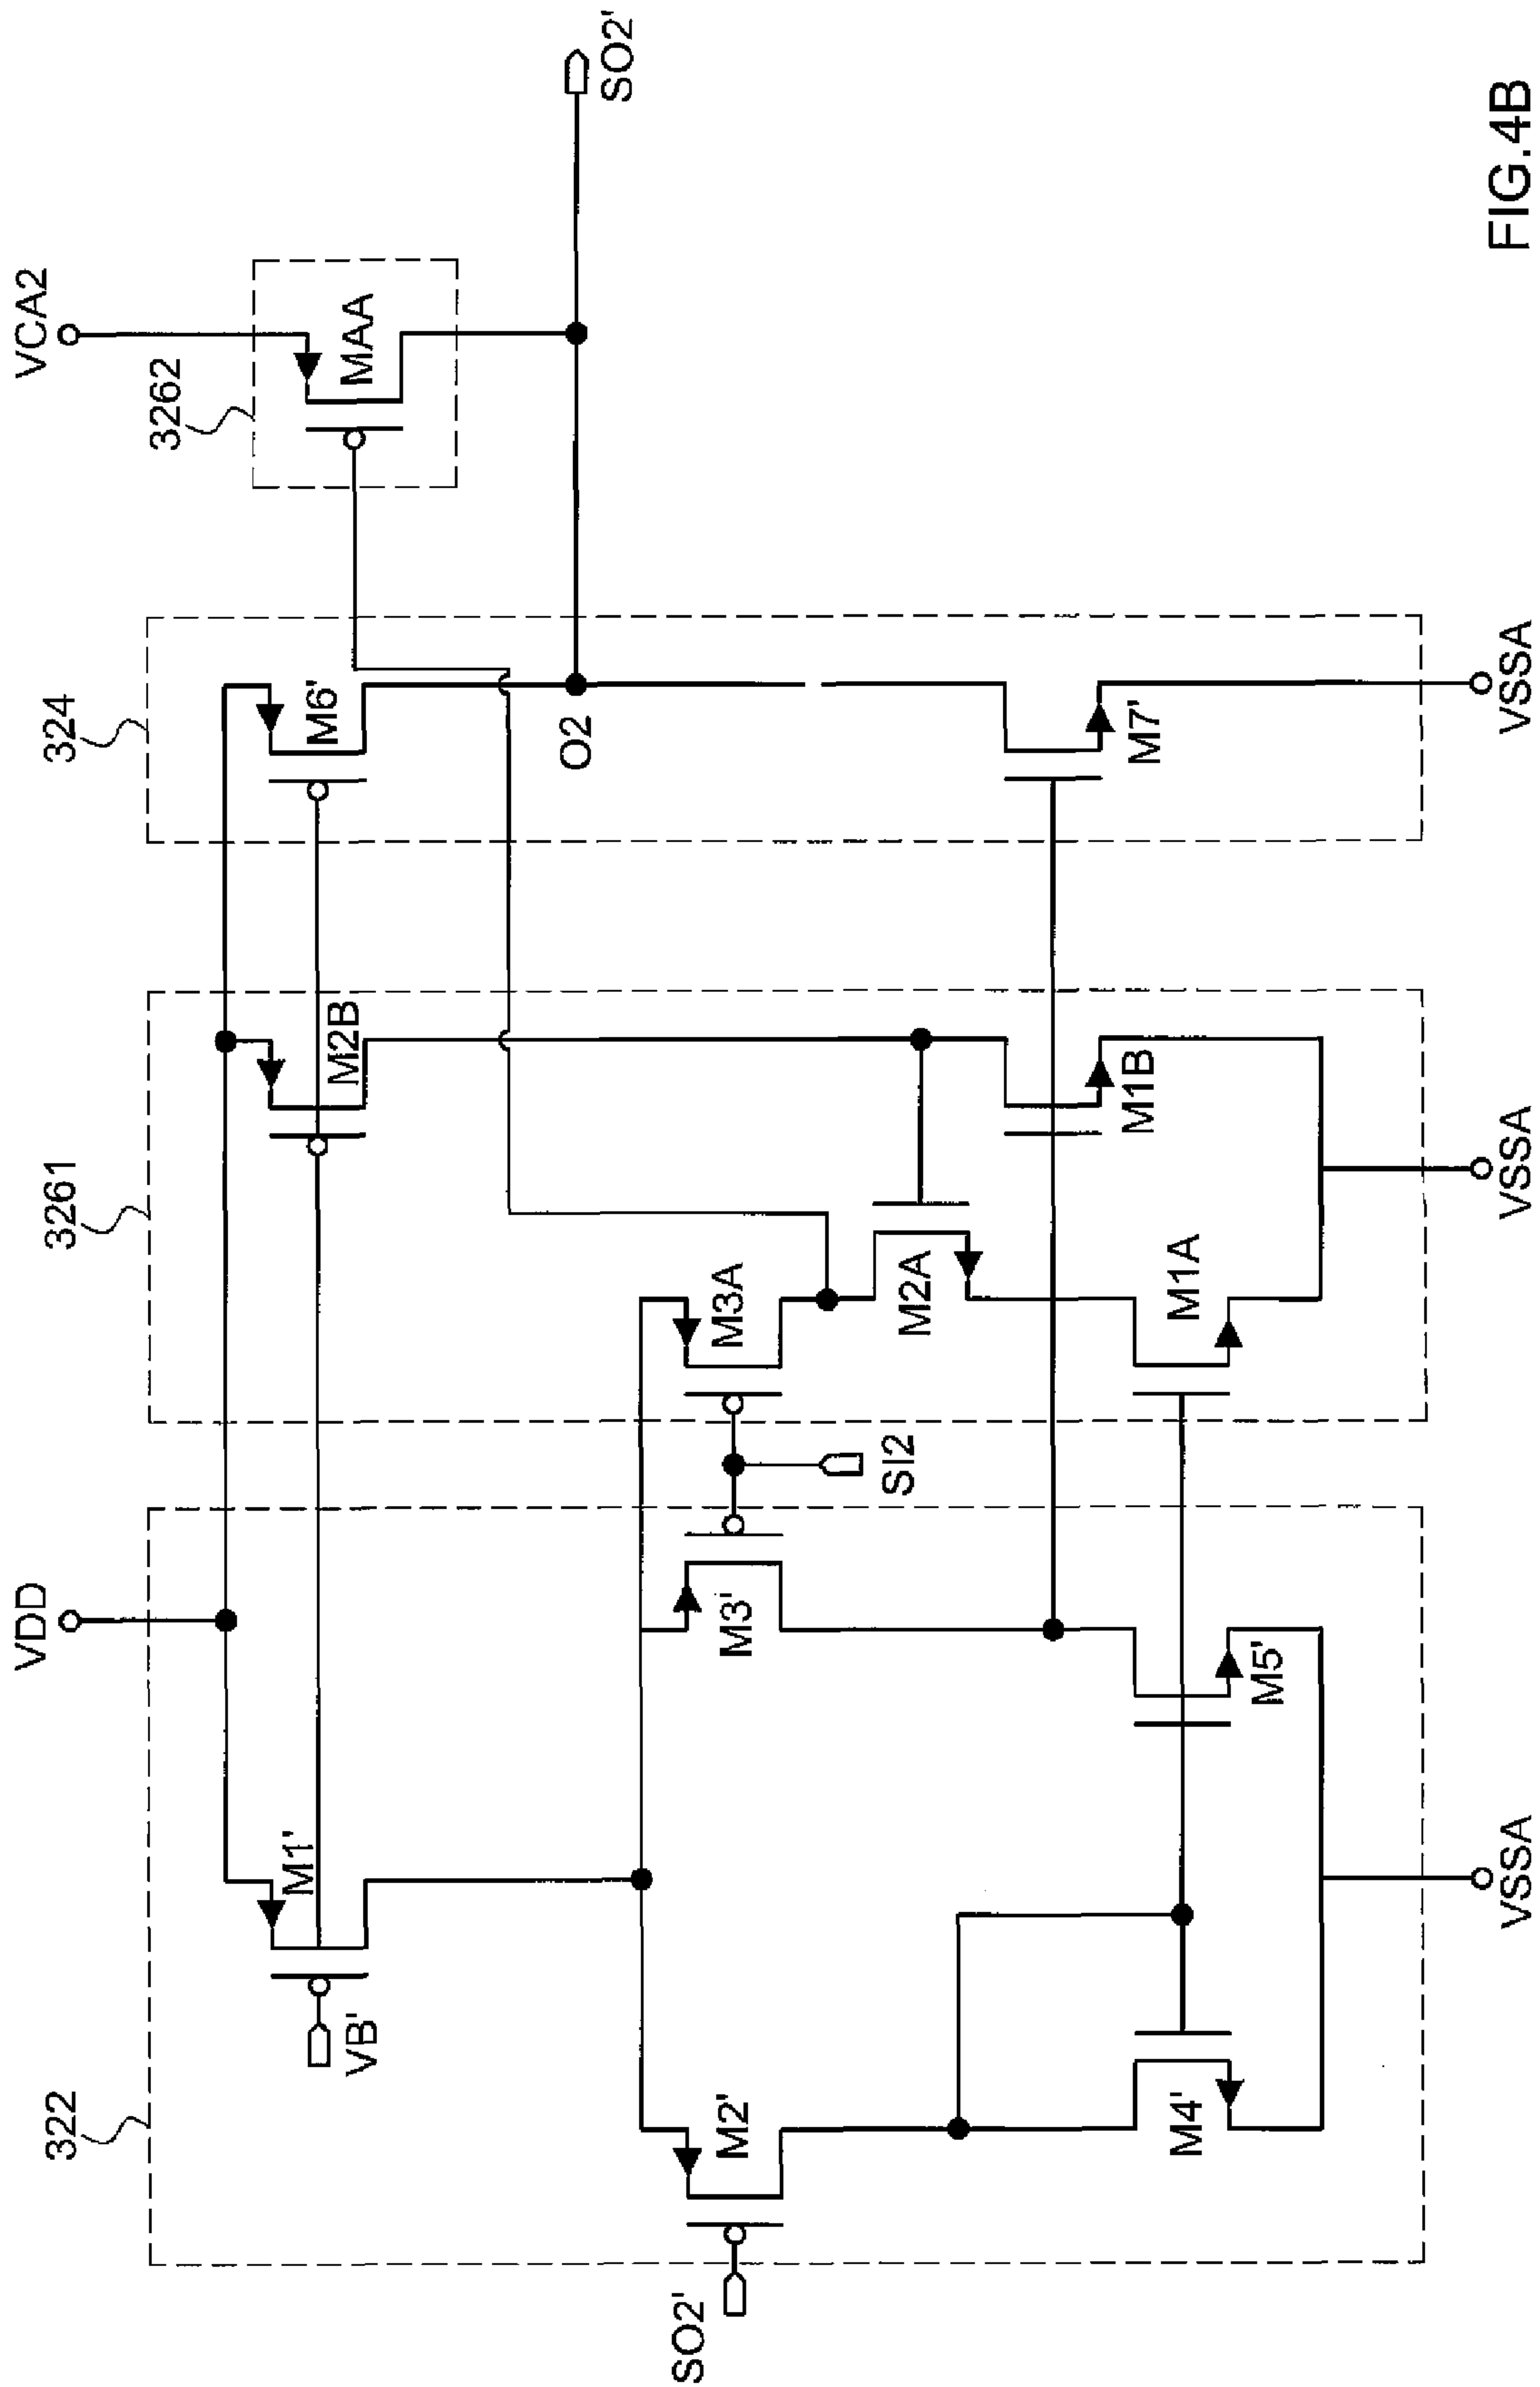 VDD
VCA2
322
3261
324
3262
M1'
M2B
M6'
MAA
VB'
O2
SO2'
SO2'
M2'
M3'
SI2
M3A
M2A
M4'
M5'
M1A
M1B
M7'
VSSA
VSSA
VSSA
FIG.4B